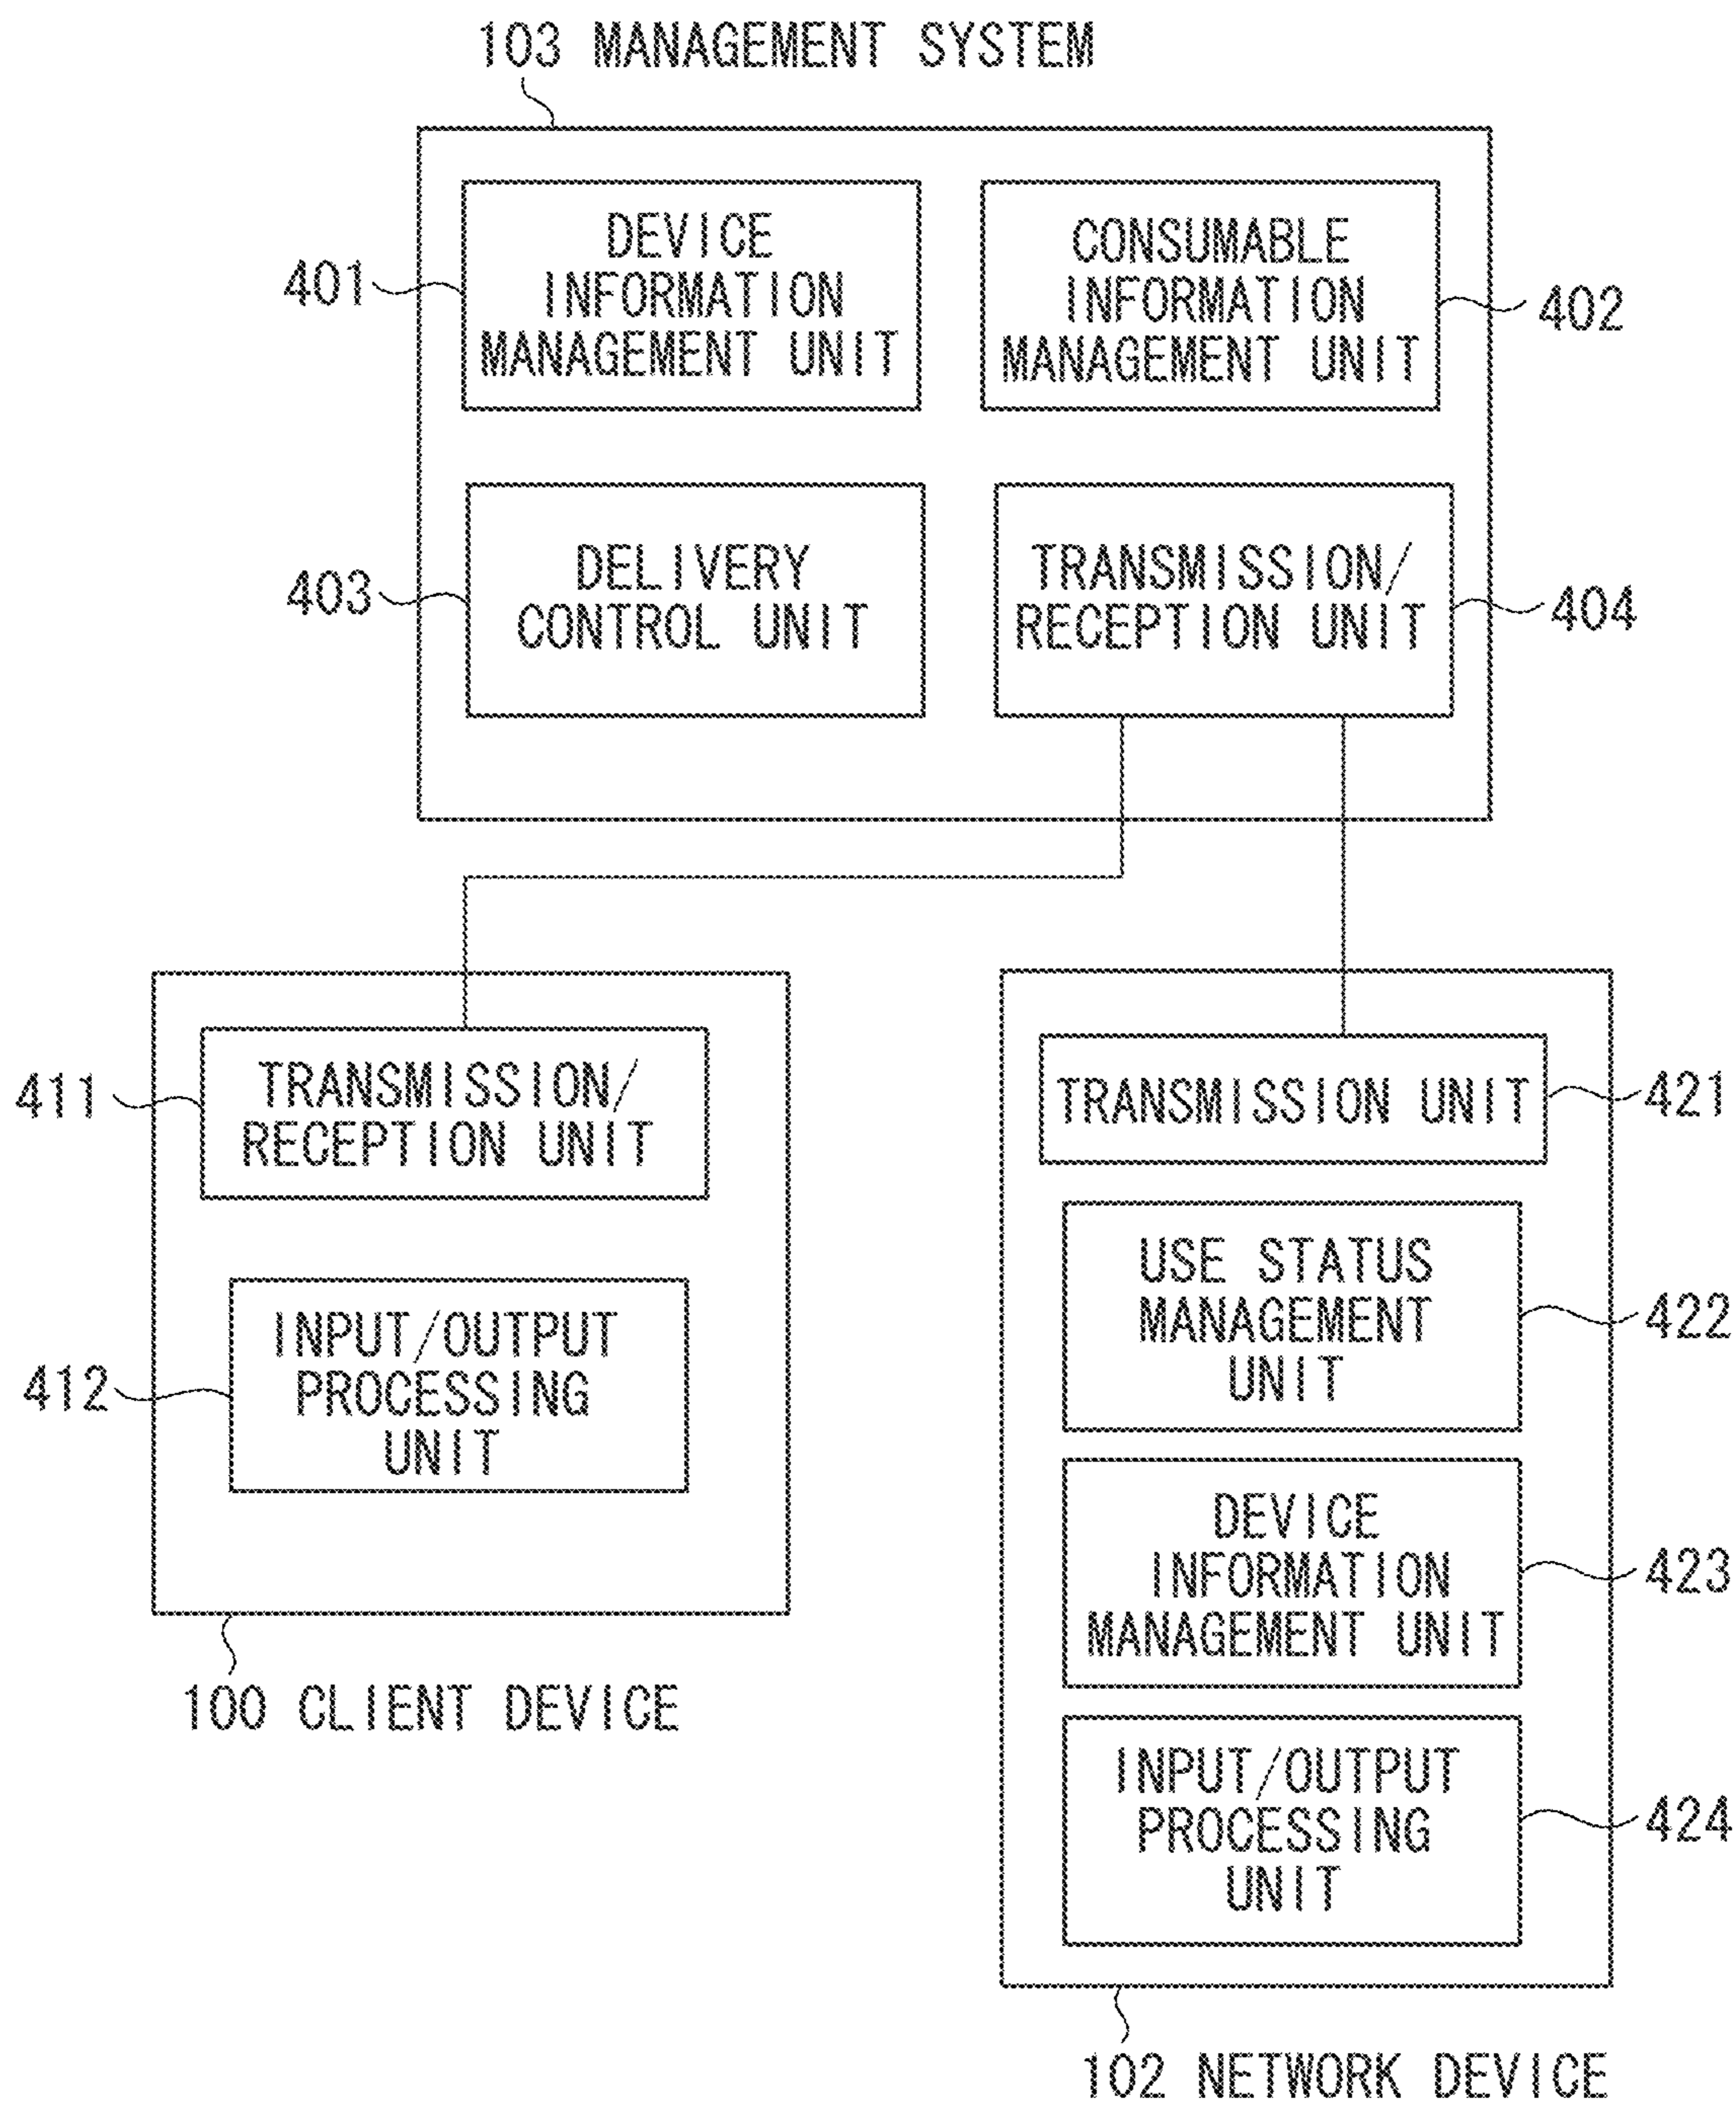 103 MANAGEMENT SYSTEM
401
DEVICE
INFORMATION
MANAGEMENT UNIT
CONSUMABLE
INFORMATION
MANAGEMENT UNIT
402
403
DELIVERY
CONTROL UNIT
TRANSMISSION/
RECEPTION UNIT
404
411
TRANSMISSION/
RECEPTION UNIT
412
INPUT/OUTPUT
PROCESSING
UNIT
100 CLIENT DEVICE
TRANSMISSION UNIT
421
USE STATUS
MANAGEMENT
UNIT
422
DEVICE
INFORMATION
MANAGEMENT UNIT
423
INPUT/OUTPUT
PROCESSING
UNIT
424
102 NETWORK DEVICE